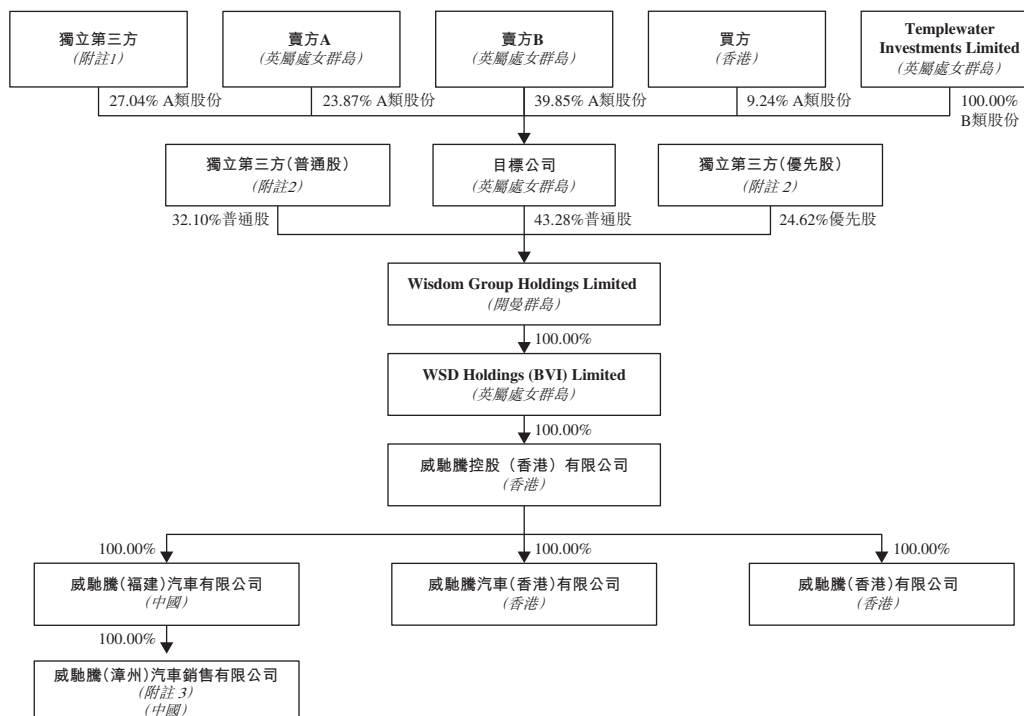 獨立第三方
(附註1)
賣方A
(英屬處女群島)
賣方B
(英屬處女群島)
買方
(香港)
Templewater
Investments Limited
(英屬處女群島)
27.04% A類股份
23.87% A類股份
39.85% A類股份
9.24% A類股份
100.00%
B類股份
獨立第三方(普通股)
(附註2)
目標公司
(英屬處女群島)
獨立第三方(優先股)
(附註 2)
32.10%普通股
43.28%普通股
24.62%優先股
Wisdom Group Holdings Limited
(開曼群島)
100.00%
WSD Holdings (BVI) Limited
(英屬處女群島)
100.00%
威馳騰控股（香港）有限公司
(香港)
100.00%
100.00%
100.00%
威馳騰(福建)汽車有限公司
(中國)
威馳騰汽車(香港)有限公司
(香港)
威馳騰(香港)有限公司
(香港)
100.00%
威馳騰(漳州)汽車銷售有限公司
(附註 3)
(中國)